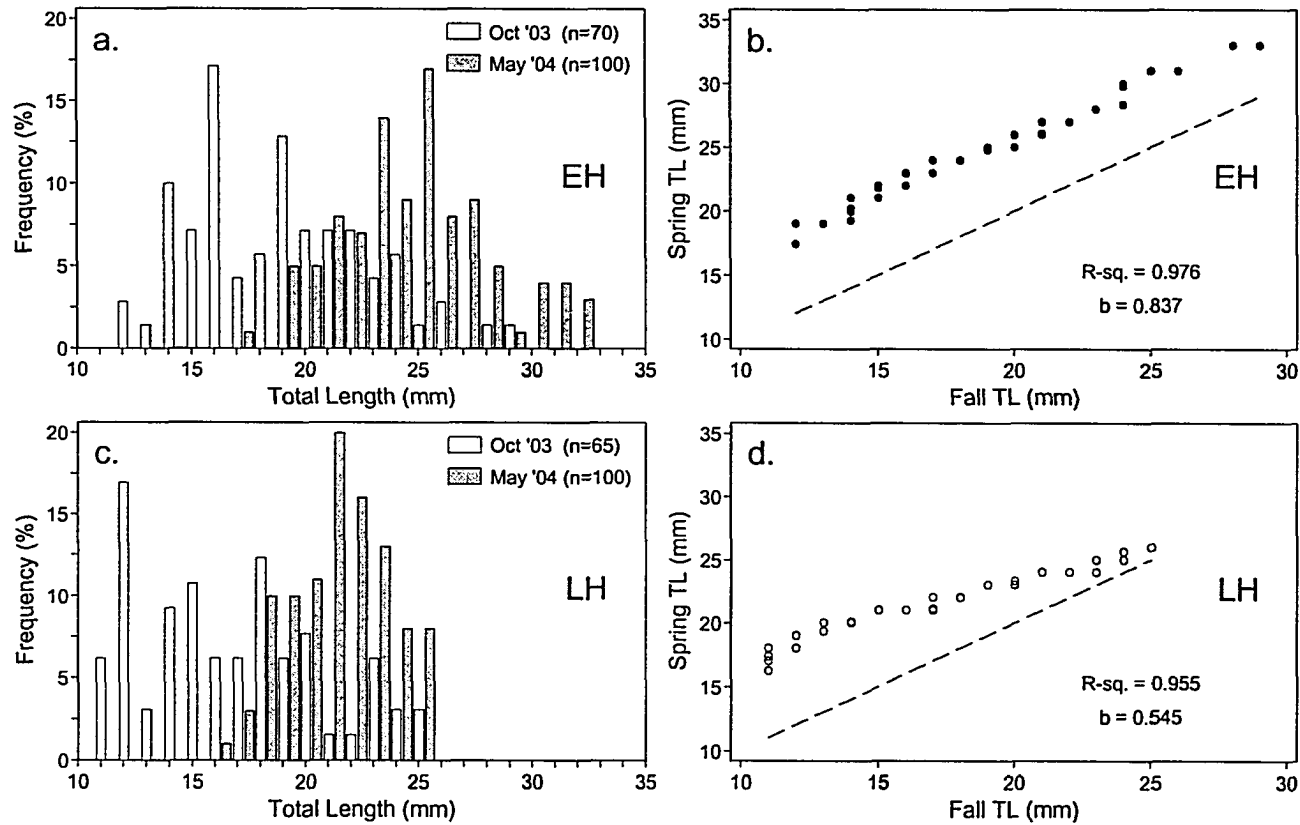 a.
Oct '03 (n=70)
May '04 (n=100)
EH
Frequency (%)
20
15
10
5
0
10 15 20 25 30 35
Total Length (mm)
b.
EH
R-sq. = 0.976
b = 0.837
Spring TL (mm)
35
30
25
20
15
10
10 15 20 25 30
Fall TL (mm)
c.
Oct '03 (n=65)
May '04 (n=100)
LH
Frequency (%)
20
15
10
5
0
10 15 20 25 30 35
Total Length (mm)
d.
LH
R-sq. = 0.955
b = 0.545
Spring TL (mm)
35
30
25
20
15
10
10 15 20 25 30
Fall TL (mm)